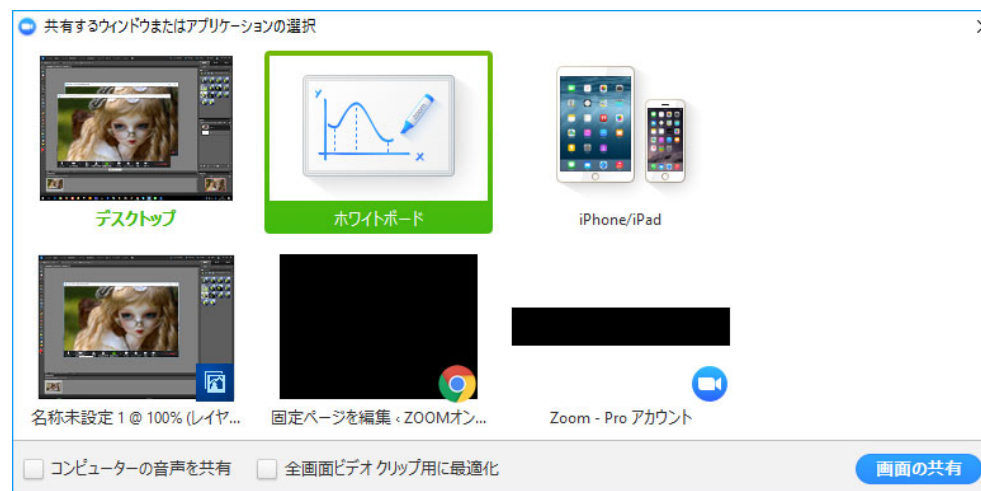 共有するウィンドウまたはアプリケーションの選択
デスクトップ
ホワイトボード
iPhone/iPad
名称未設定 1 @ 100% (レイヤ...
固定ページを編集 ‹ ZOOMオン...
Zoom - Pro アカウント
コンピューターの音声を共有
全画面ビデオ クリップ用に最適化
画面の共有